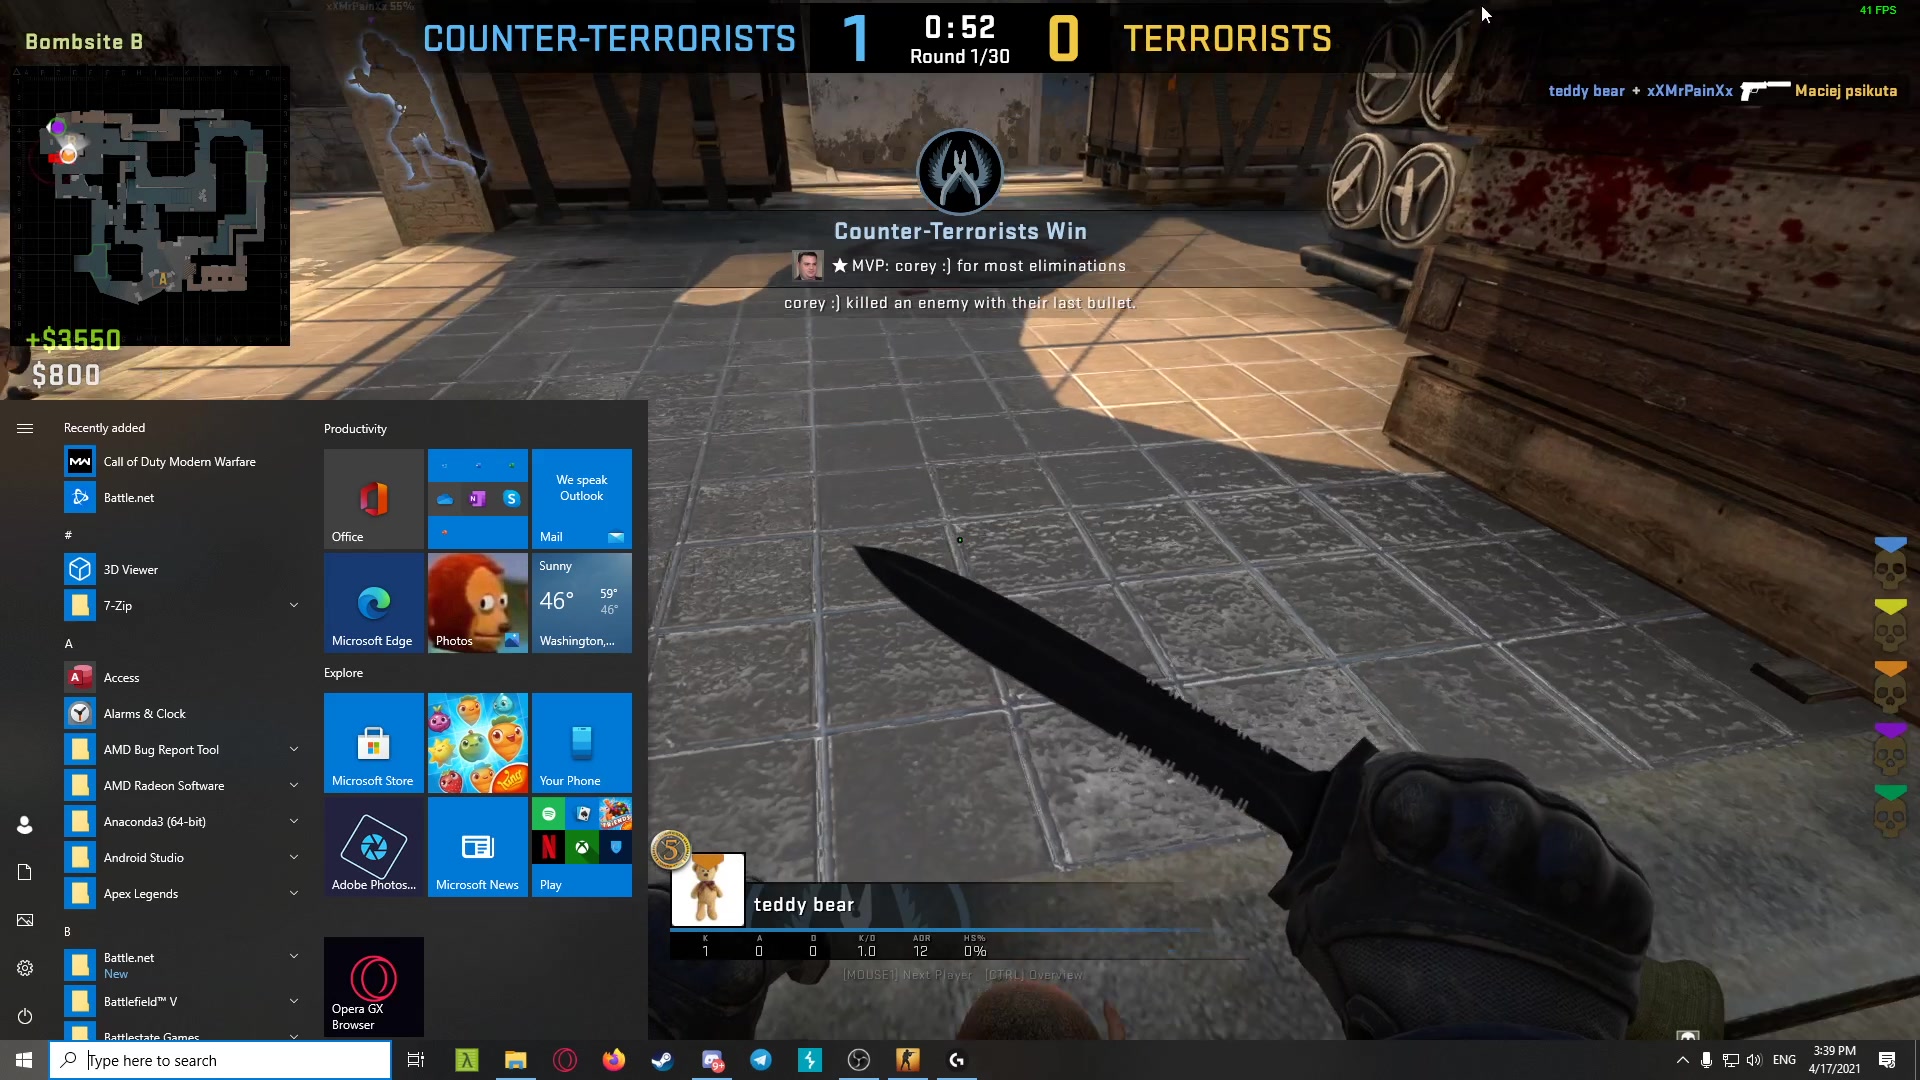 xXMrPainXx 55%
41 FPS
Bombsite B
COUNTER-TERRORISTS
1
0:52
Round 1/30
0
TERRORISTS
teddy bear + xXMrPainXx Maciej psikuta
A
Counter-Terrorists Win
★ MVP: corey :) for most eliminations
corey :) killed an enemy with their last bullet.
+$3550
$800
Recently added
Call of Duty Modern Warfare
Battle.net
#
3D Viewer
7-Zip
A
Access
Alarms & Clock
AMD Bug Report Tool
AMD Radeon Software
Anaconda3 (64-bit)
Android Studio
Apex Legends
B
Battle.net
New
Battlefield™ V
Battlestate Games
Productivity
Office
We speak
Outlook
Mail
Microsoft Edge
Photos
Sunny
46°
59°
46°
Washington,...
Explore
Microsoft Store
King
Your Phone
Adobe Photos...
Microsoft News
FRIENDS
Play
Opera GX
Browser
5
teddy bear
K A D K/D ADR HS%
1 0 0 1.0 12 0%
[MOUSE1] Next Player [CTRL] Overview
Type here to search
9+
ENG
3:39 PM
4/17/2021